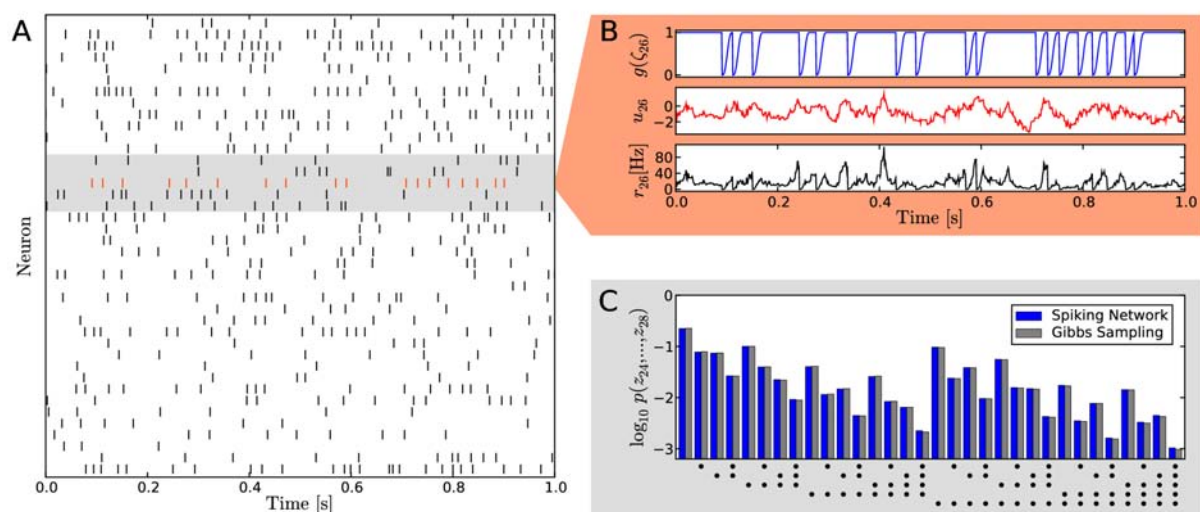 A
Neuron
0.0 0.2 0.4 0.6 0.8 1.0
Time [s]
B
g(ζ26)
1
0
u26
0
−2
r26[Hz]
80
40
0
0.0 0.2 0.4 0.6 0.8 1.0
Time [s]
C
log10 p(z24,...,z28)
0
−1
−2
−3
Spiking Network
Gibbs Sampling